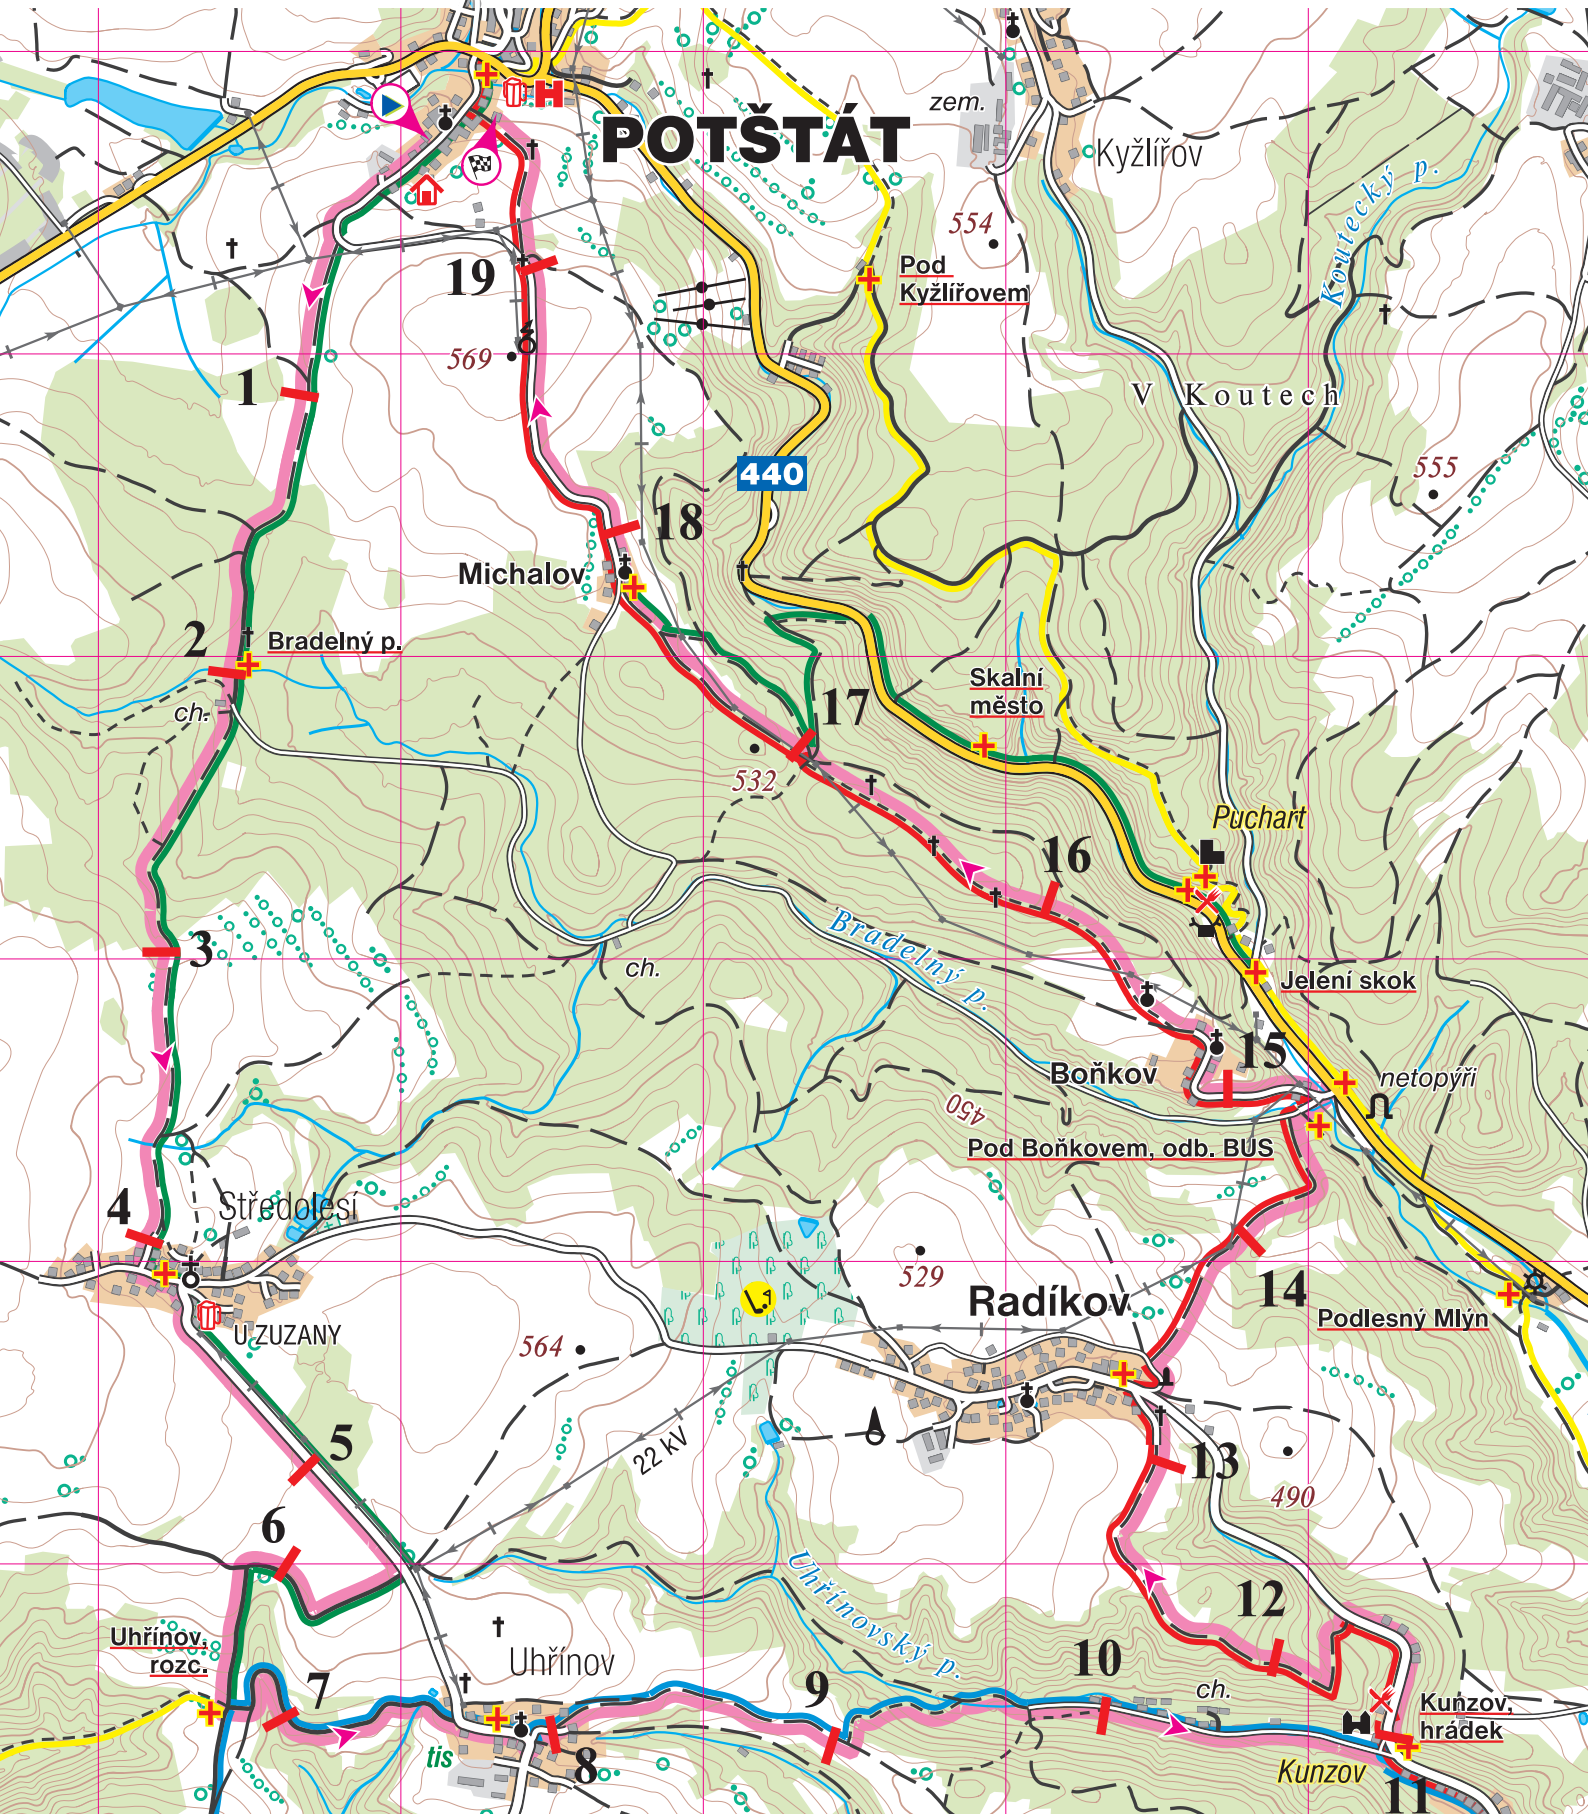 POTŠTÁT
zem.
Kyžlířov
Koutecký p.
554
Pod
Kyžlířovem
19
569
1
V Koutech
440
555
18
Michalov
2
Bradelný p.
ch.
Skalní
město
17
532
Puchart
16
3
Bradelný p.
ch.
Jelení skok
15
Boňkov
netopýři
450
Pod Boňkovem, odb. BUS
4
Středolesí
529
14
Radíkov
Podlesný Mlýn
U ZUZANY
564
5
22 kV
13
490
6
Uhřínovský p.
12
Uhřínov,
rozc.
Uhřínov
7
9
10
ch.
Kunzov,
hrádek
tis
8
Kunzov
11